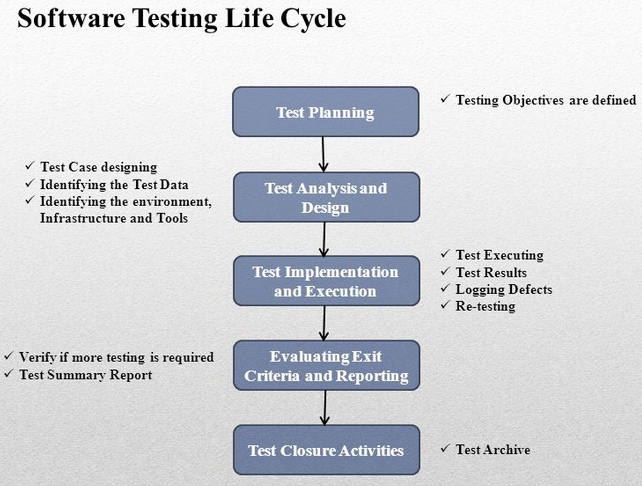 Software Testing Life Cycle
Test Planning
✓ Testing Objectives are defined
✓ Test Case designing
✓ Identifying the Test Data
✓ Identifying the environment,
Infrastructure and Tools
Test Analysis and
Design
Test Implementation
and Execution
✓ Test Executing
✓ Test Results
✓ Logging Defects
✓ Re-testing
✓ Verify if more testing is required
✓ Test Summary Report
Evaluating Exit
Criteria and Reporting
Test Closure Activities
✓ Test Archive